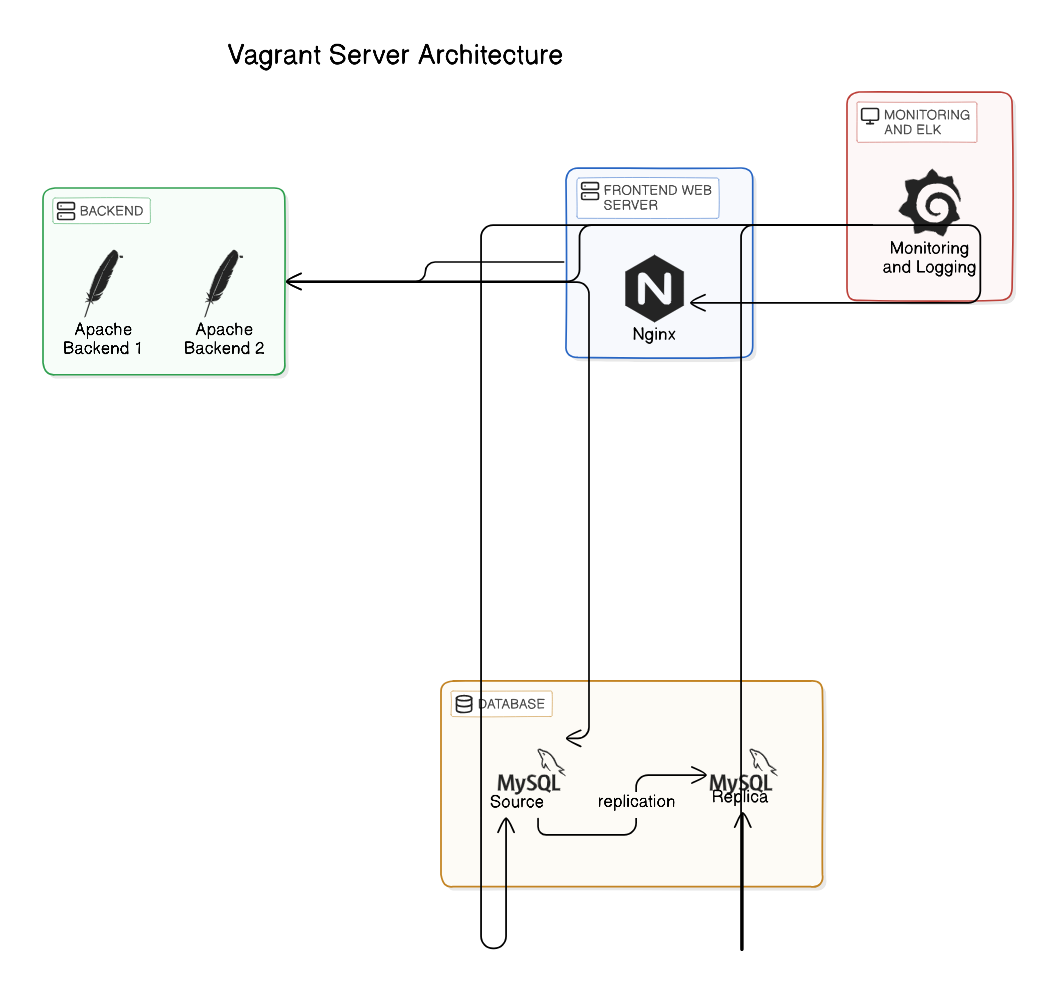 Vagrant Server Architecture
MONITORING
AND ELK
Monitoring
and Logging
FRONTEND WEB
SERVER
N
Nginx
BACKEND
Apache
Backend 1
Apache
Backend 2
DATABASE
MySQL
Source
replication
MySQL
Replica